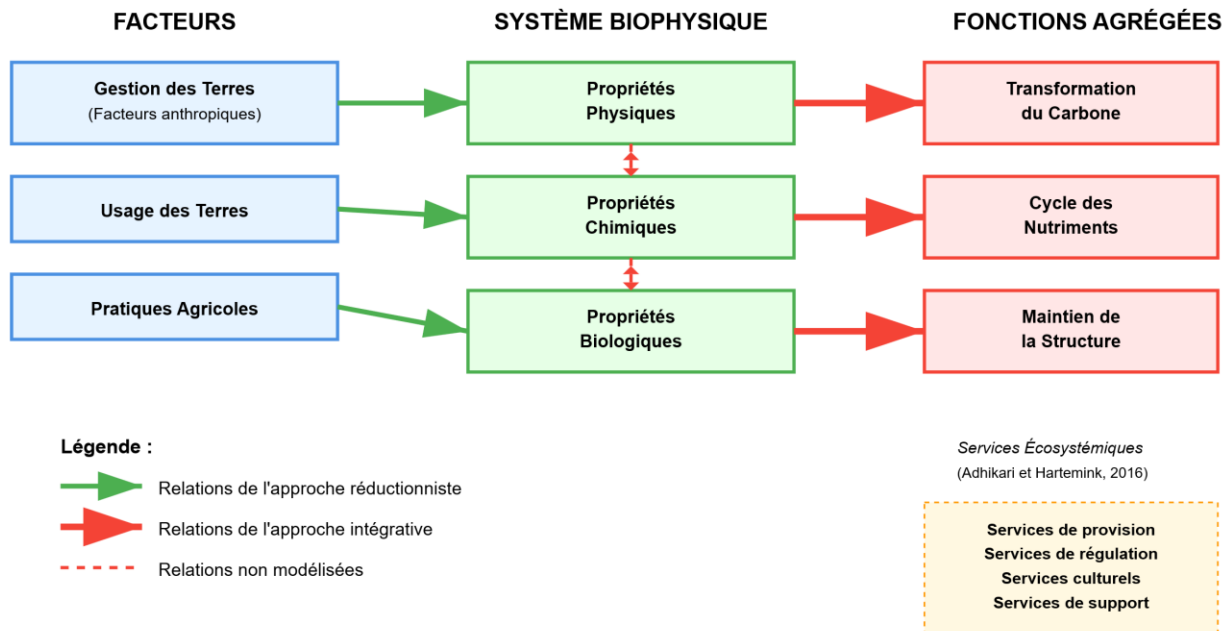 FACTEURS
SYSTÈME BIOPHYSIQUE
FONCTIONS AGRÉGÉES
Gestion des Terres
(Facteurs anthropiques)
Propriétés
Physiques
Transformation
du Carbone
Usage des Terres
Propriétés
Chimiques
Cycle des
Nutriments
Pratiques Agricoles
Propriétés
Biologiques
Maintien de
la Structure
Légende :
Relations de l'approche réductionniste
Relations de l'approche intégrative
Relations non modélisées
Services Écosystémiques
(Adhikari et Hartemink, 2016)
Services de provision
Services de régulation
Services culturels
Services de support